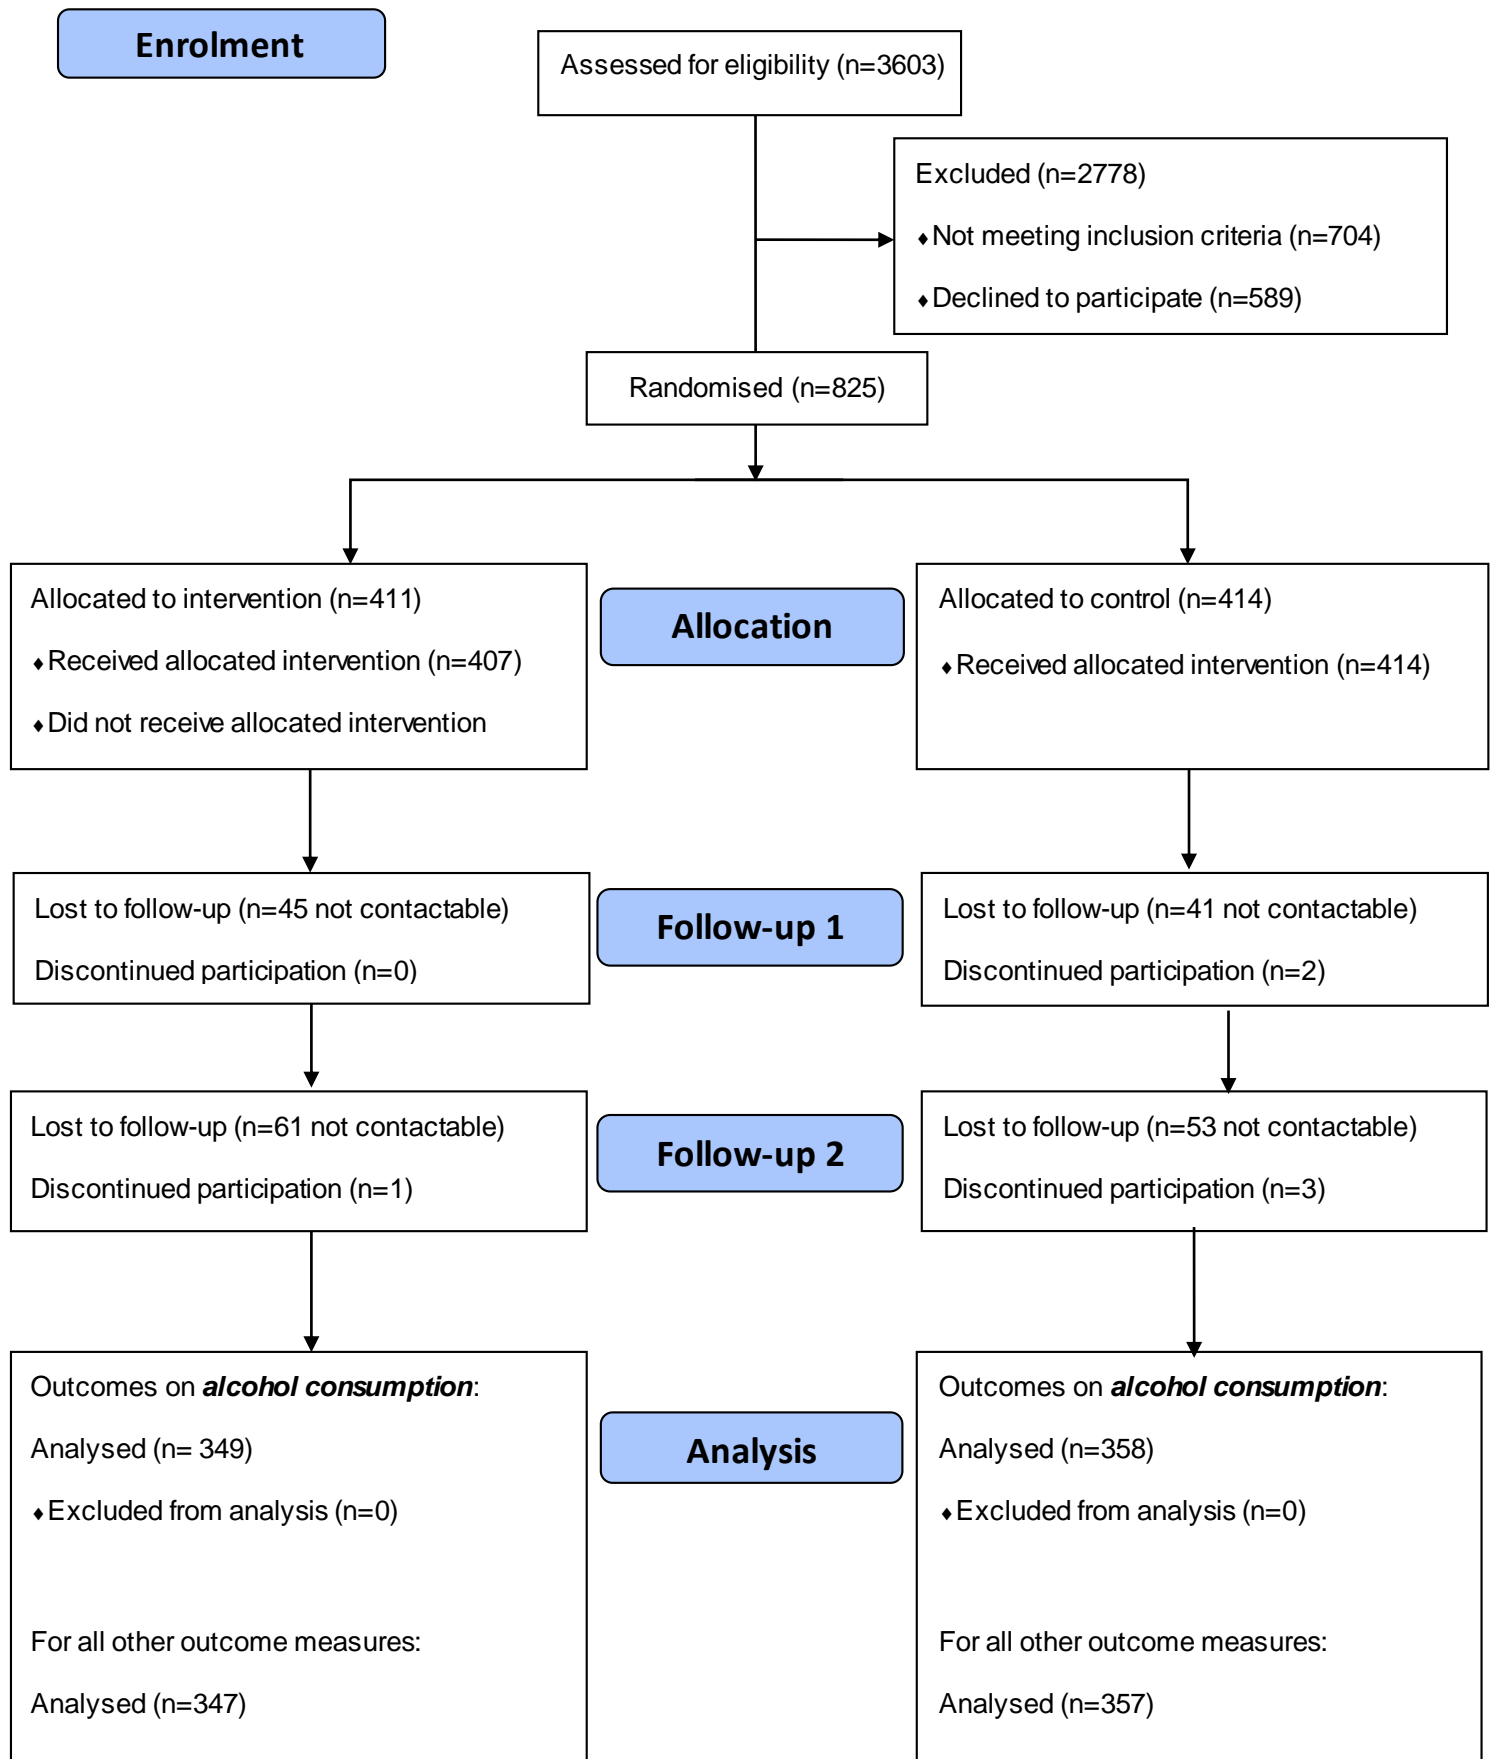 Enrolment
Assessed for eligibility (n=3603)
Excluded (n=2778)
♦Not meeting inclusion criteria (n=704)
♦Declined to participate (n=589)
Randomised (n=825)
Allocated to intervention (n=411)
♦Received allocated intervention (n=407)
♦Did not receive allocated intervention
Allocation
Allocated to control (n=414)
♦Received allocated intervention (n=414)
Lost to follow-up (n=45 not contactable)
Discontinued participation (n=0)
Follow-up 1
Lost to follow-up (n=41 not contactable)
Discontinued participation (n=2)
Lost to follow-up (n=61 not contactable)
Discontinued participation (n=1)
Follow-up 2
Lost to follow-up (n=53 not contactable)
Discontinued participation (n=3)
Outcomes on alcohol consumption:
Analysed (n= 349)
♦Excluded from analysis (n=0)
For all other outcome measures:
Analysed (n=347)
Analysis
Outcomes on alcohol consumption:
Analysed (n=358)
♦Excluded from analysis (n=0)
For all other outcome measures:
Analysed (n=357)